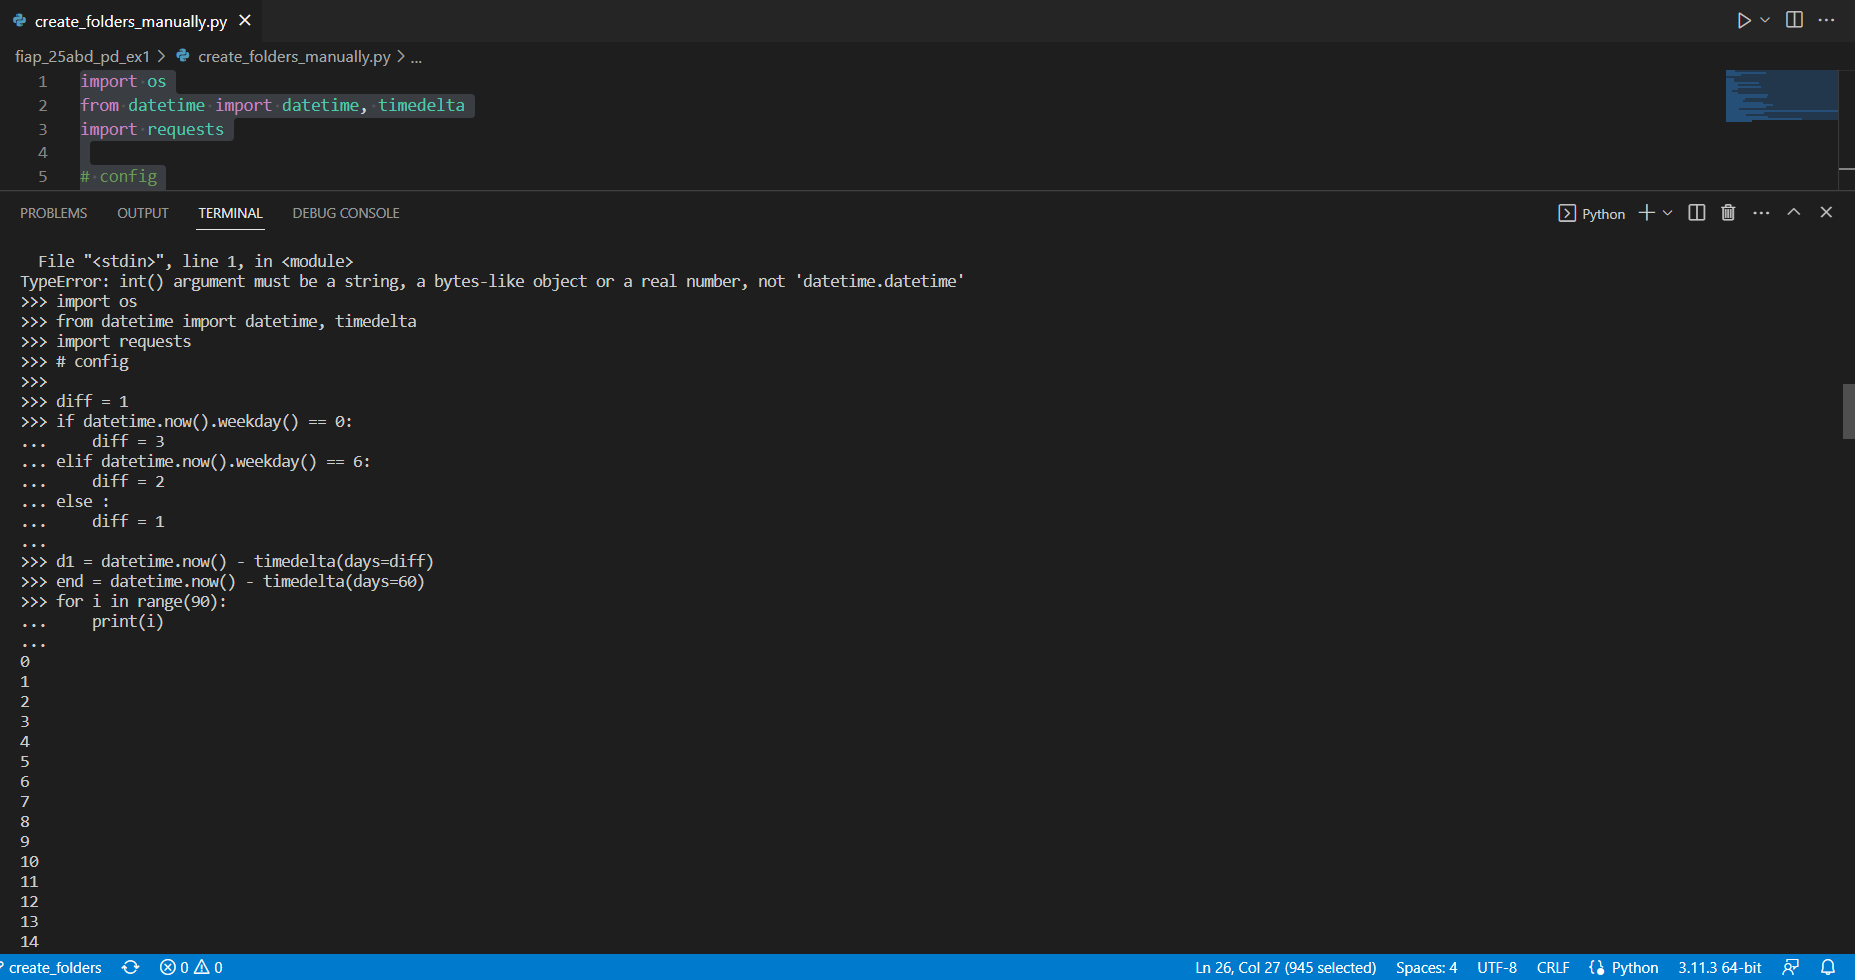 create_folders_manually.py
fiap_25abd_pd_ex1 > create_folders_manually.py > ...
1 import os
2 from datetime import datetime, timedelta
3 import requests
4
5 # config
PROBLEMS OUTPUT TERMINAL DEBUG CONSOLE Python
File "<stdin>", line 1, in <module>
TypeError: int() argument must be a string, a bytes-like object or a real number, not 'datetime.datetime'
>>> import os
>>> from datetime import datetime, timedelta
>>> import requests
>>> # config
>>>
>>> diff = 1
>>> if datetime.now().weekday() == 0:
...     diff = 3
... elif datetime.now().weekday() == 6:
...     diff = 2
... else :
...     diff = 1
...
>>> d1 = datetime.now() - timedelta(days=diff)
>>> end = datetime.now() - timedelta(days=60)
>>> for i in range(90):
...     print(i)
...
0
1
2
3
4
5
6
7
8
9
10
11
12
13
14
create_folders 0 0 Ln 26, Col 27 (945 selected) Spaces: 4 UTF-8 CRLF Python 3.11.3 64-bit